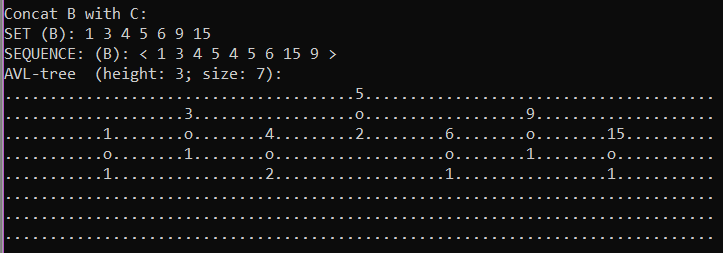 Concat B with C:
SET (B): 1 3 4 5 6 9 15
SEQUENCE: (B): < 1 3 4 5 4 5 6 15 9 >
AVL-tree  (height: 3; size: 7):
.......................................5.......................................
....................3..................o..................9....................
...........1........o........4.........2.........6........o........15..........
...........o........1........o...................o........1........o...........
...........1.................2...................1.................1...........
...............................................................................
...............................................................................
...............................................................................